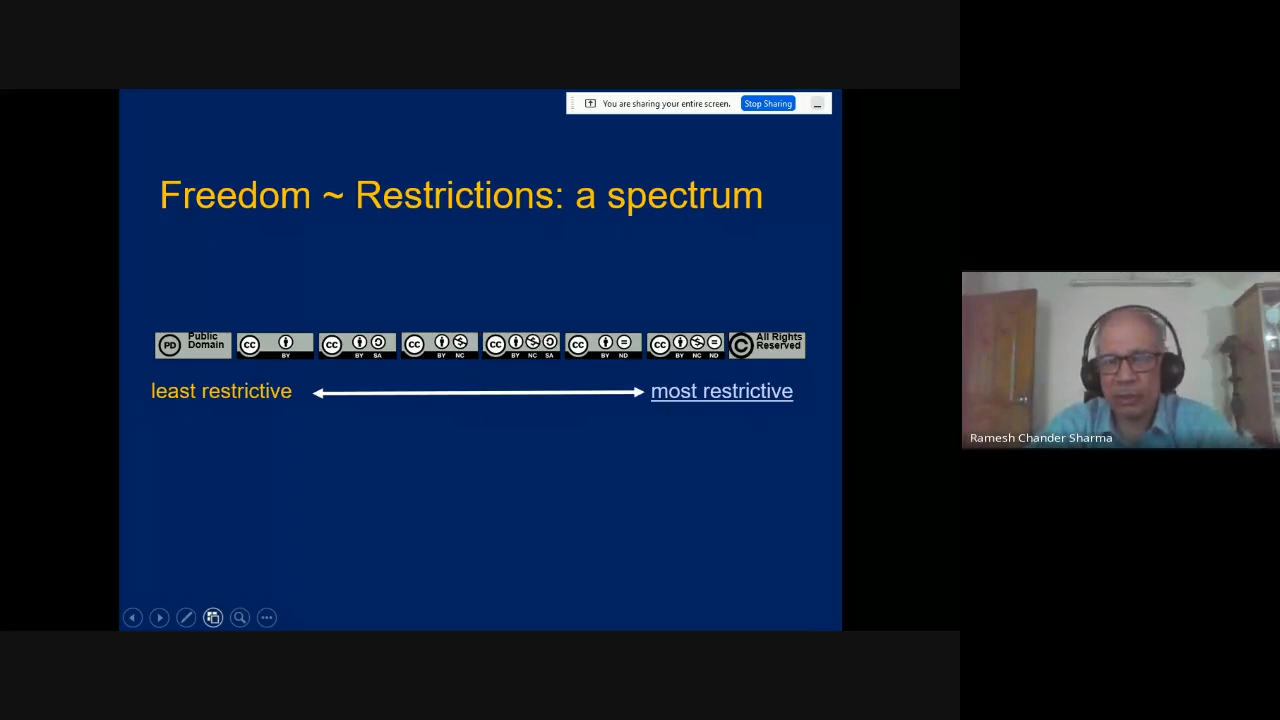 You are sharing your entire screen. Stop Sharing
Freedom ~ Restrictions: a spectrum
PD Public Domain
CC BY
CC BY SA
CC BY NC
CC BY NC SA
CC BY ND
CC BY NC ND
C All Rights Reserved
least restrictive
most restrictive
Ramesh Chander Sharma